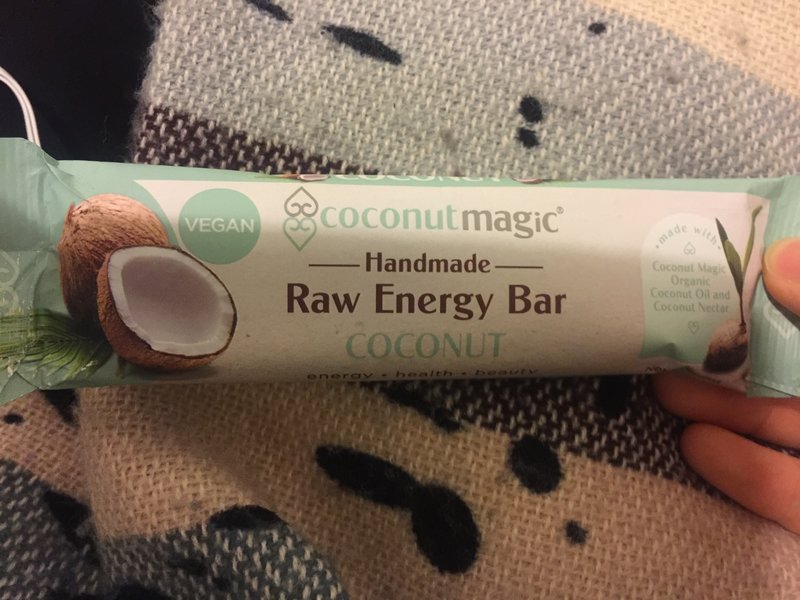 VEGAN
coconutmagic®
Handmade
Raw Energy Bar
COCONUT
energy • health • beauty
• made with •
Coconut Magic
Organic
Coconut Oil and
Coconut Nectar